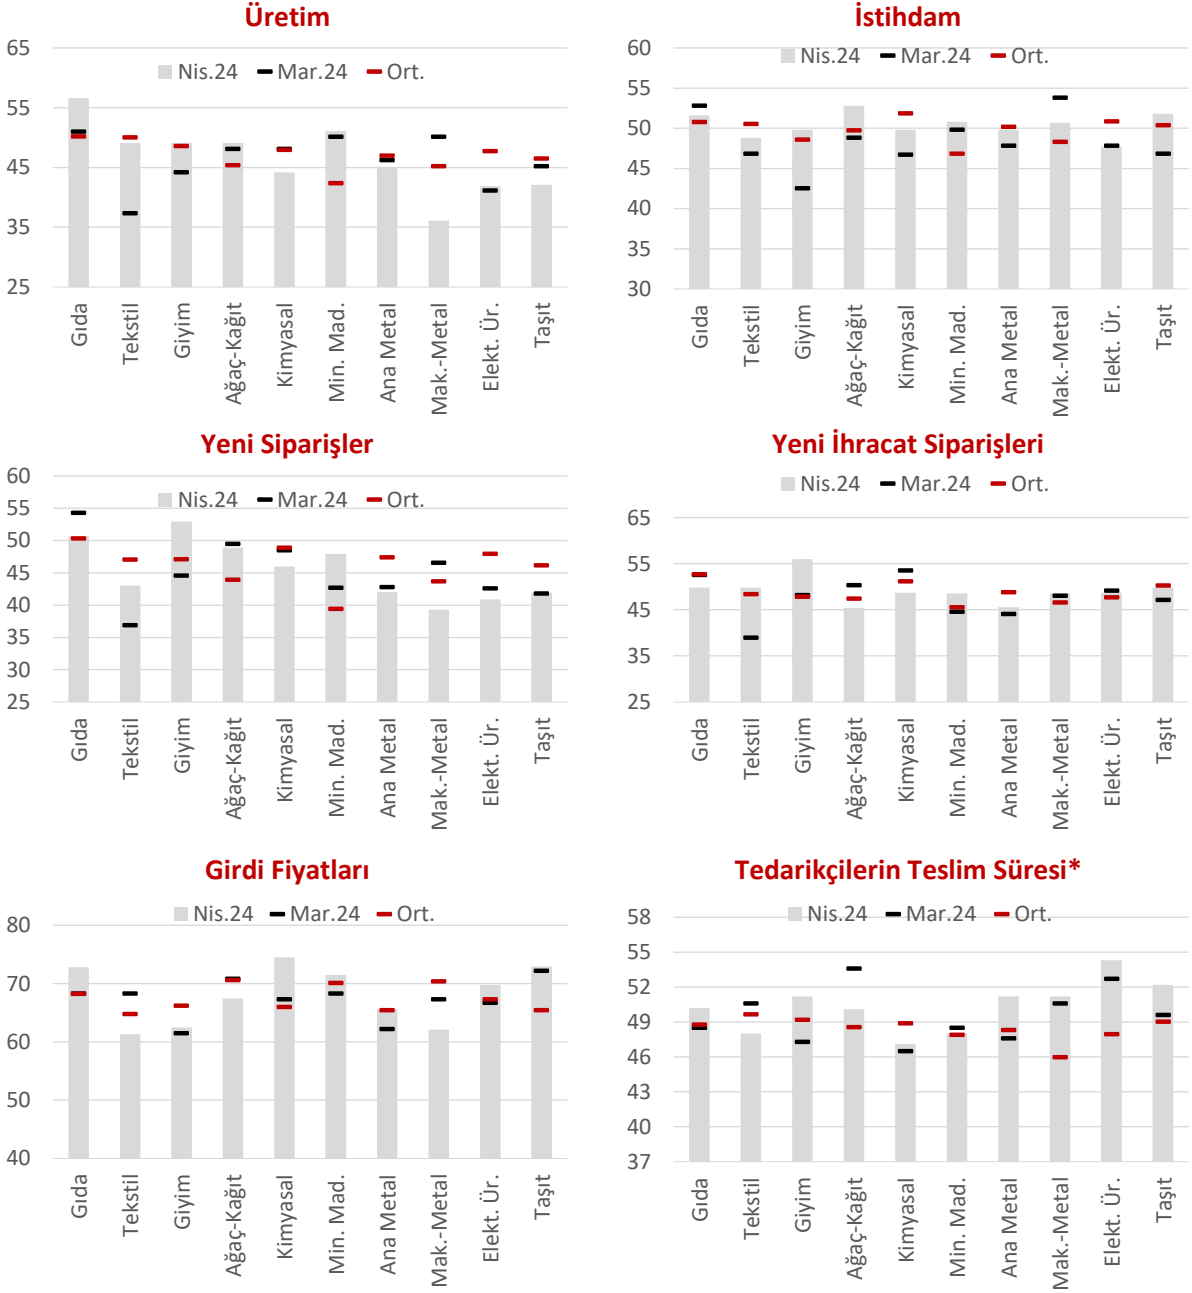 Üretim
65
55
45
35
25
Nis.24 Mar.24 Ort.
Gıda
Tekstil
Giyim
Ağaç-Kağıt
Kimyasal
Min. Mad.
Ana Metal
Mak.-Metal
Elekt. Ür.
Taşıt
İstihdam
60
55
50
45
40
35
30
Nis.24 Mar.24 Ort.
Gıda
Tekstil
Giyim
Ağaç-Kağıt
Kimyasal
Min. Mad.
Ana Metal
Mak.-Metal
Elekt. Ür.
Taşıt
Yeni Siparişler
60
55
50
45
40
35
30
25
Nis.24 Mar.24 Ort.
Gıda
Tekstil
Giyim
Ağaç-Kağıt
Kimyasal
Min. Mad.
Ana Metal
Mak.-Metal
Elekt. Ür.
Taşıt
Yeni İhracat Siparişleri
Nis.24 Mar.24 Ort.
65
55
45
35
25
Gıda
Tekstil
Giyim
Ağaç-Kağıt
Kimyasal
Min. Mad.
Ana Metal
Mak.-Metal
Elekt. Ür.
Taşıt
Girdi Fiyatları
Nis.24 Mar.24 Ort.
80
70
60
50
40
Gıda
Tekstil
Giyim
Ağaç-Kağıt
Kimyasal
Min. Mad.
Ana Metal
Mak.-Metal
Elekt. Ür.
Taşıt
Tedarikçilerin Teslim Süresi*
Nis.24 Mar.24 Ort.
58
55
52
49
46
43
40
37
Gıda
Tekstil
Giyim
Ağaç-Kağıt
Kimyasal
Min. Mad.
Ana Metal
Mak.-Metal
Elekt. Ür.
Taşıt